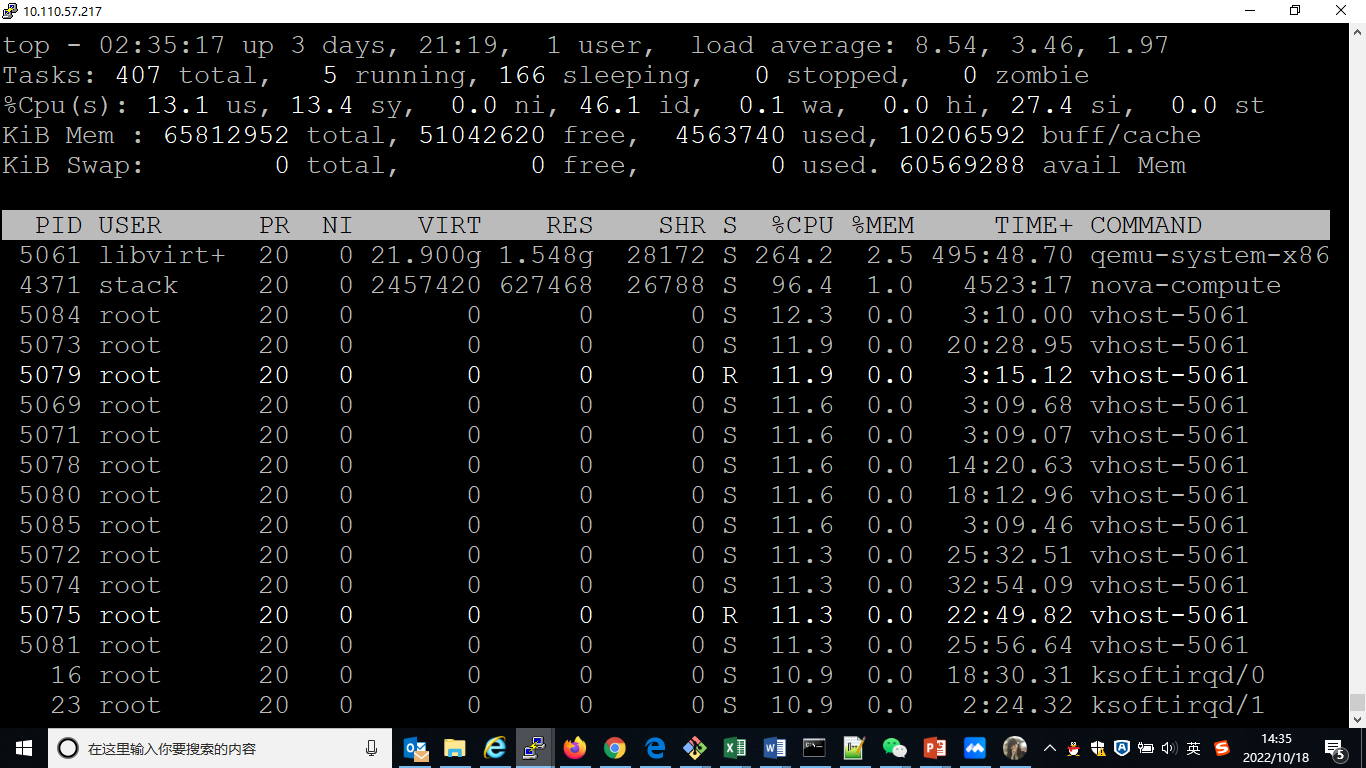 10.110.57.217
top - 02:35:17 up 3 days, 21:19,  1 user,  load average: 8.54, 3.46, 1.97
Tasks: 407 total,   5 running, 166 sleeping,   0 stopped,   0 zombie
%Cpu(s): 13.1 us, 13.4 sy,  0.0 ni, 46.1 id,  0.1 wa,  0.0 hi, 27.4 si,  0.0 st
KiB Mem : 65812952 total, 51042620 free,  4563740 used, 10206592 buff/cache
KiB Swap:        0 total,        0 free,        0 used. 60569288 avail Mem
PID USER      PR  NI    VIRT    RES    SHR S  %CPU %MEM     TIME+ COMMAND
5061 libvirt+  20   0 21.900g 1.548g  28172 S 264.2  2.5 495:48.70 qemu-system-x86
4371 stack     20   0 2457420 627468  26788 S  96.4  1.0   4523:17 nova-compute
5084 root      20   0       0      0      0 S  12.3  0.0   3:10.00 vhost-5061
5073 root      20   0       0      0      0 S  11.9  0.0  20:28.95 vhost-5061
5079 root      20   0       0      0      0 R  11.9  0.0   3:15.12 vhost-5061
5069 root      20   0       0      0      0 S  11.6  0.0   3:09.68 vhost-5061
5071 root      20   0       0      0      0 S  11.6  0.0   3:09.07 vhost-5061
5078 root      20   0       0      0      0 S  11.6  0.0  14:20.63 vhost-5061
5080 root      20   0       0      0      0 S  11.6  0.0  18:12.96 vhost-5061
5085 root      20   0       0      0      0 S  11.6  0.0   3:09.46 vhost-5061
5072 root      20   0       0      0      0 S  11.3  0.0  25:32.51 vhost-5061
5074 root      20   0       0      0      0 S  11.3  0.0  32:54.09 vhost-5061
5075 root      20   0       0      0      0 R  11.3  0.0  22:49.82 vhost-5061
5081 root      20   0       0      0      0 S  11.3  0.0  25:56.64 vhost-5061
16 root      20   0       0      0      0 S  10.9  0.0  18:30.31 ksoftirqd/0
23 root      20   0       0      0      0 S  10.9  0.0   2:24.32 ksoftirqd/1
在这里输入你要搜索的内容
英
14:35
2022/10/18
5